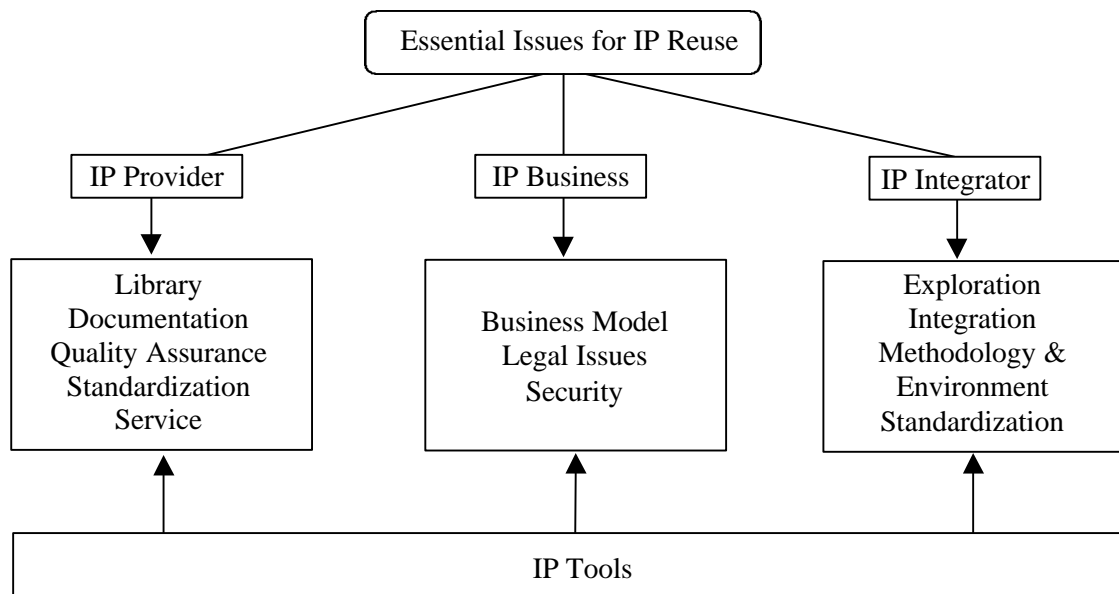 Essential Issues for IP Reuse
IP Provider
IP Business
IP Integrator
Library
Documentation
Quality Assurance
Standardization
Service
Business Model
Legal Issues
Security
Exploration
Integration
Methodology &
Environment
Standardization
IP Tools